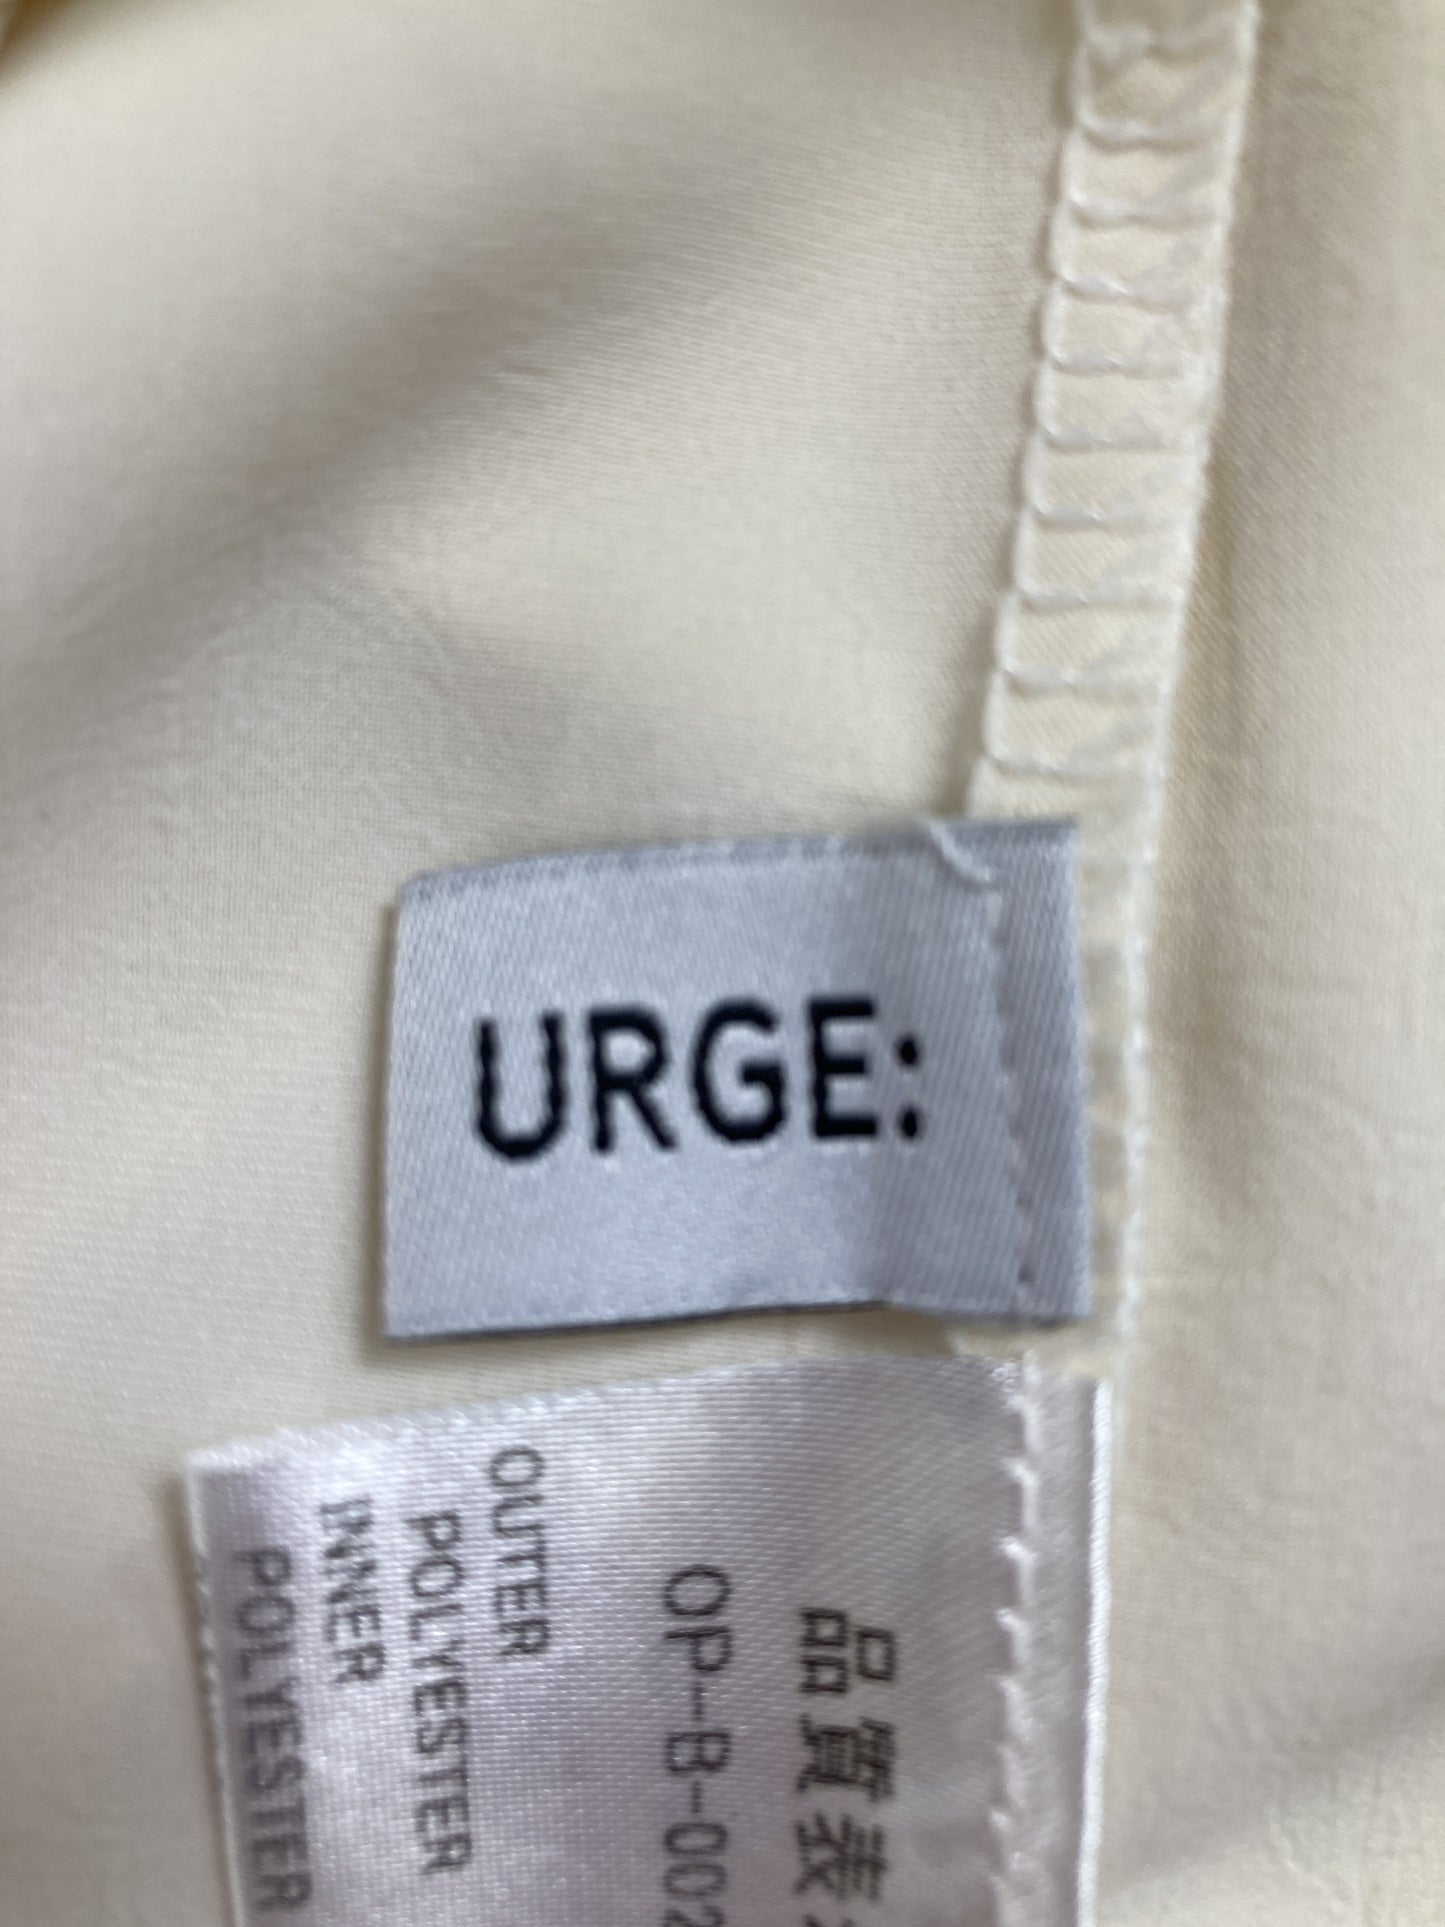 URGE:
品質表
OP-B-002
OUTER
POLYESTER
INNER
POLYESTER